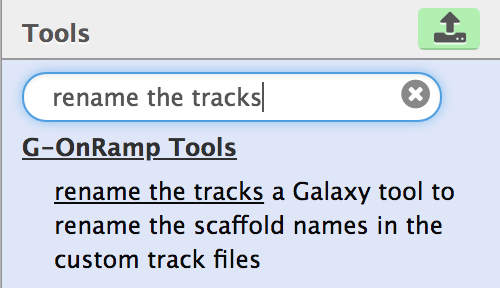 Tools
rename the tracks
G-OnRamp Tools
rename the tracks a Galaxy tool to
rename the scaffold names in the
custom track files